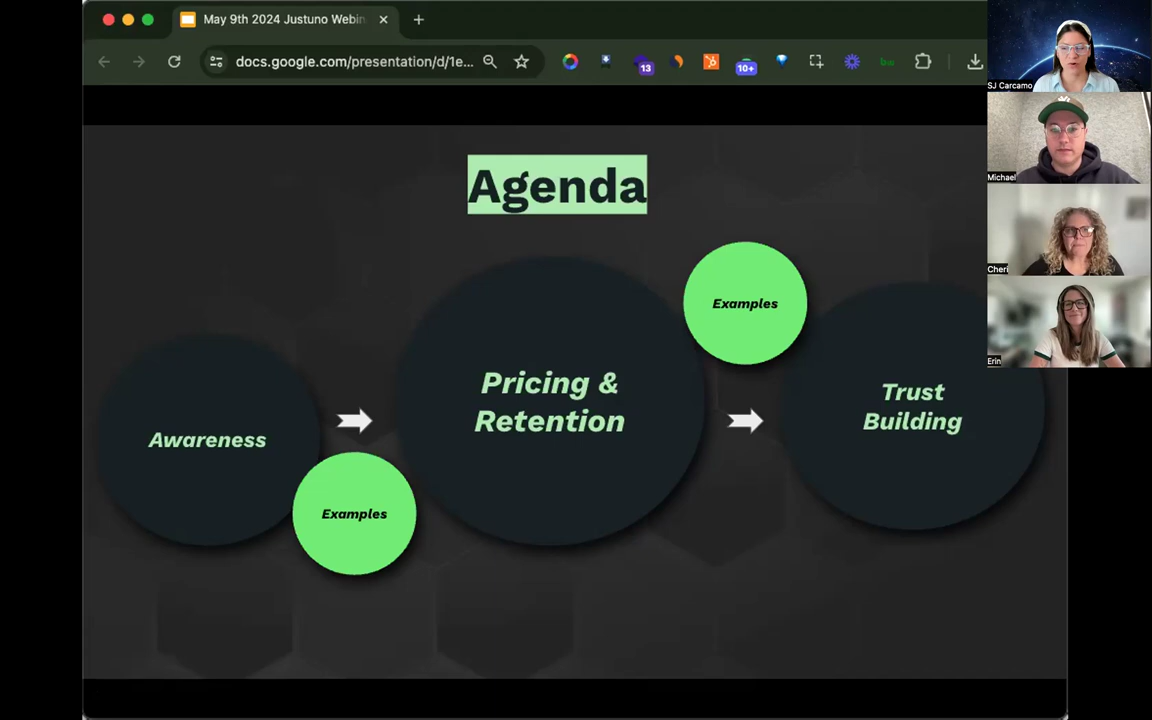 May 9th 2024 Justuno Webin
docs.google.com/presentation/d/1e...
13
10+
SJ Carcamo
Michael
Cheri
Erin
Agenda
Examples
Pricing &
Retention
Trust
Building
Awareness
Examples